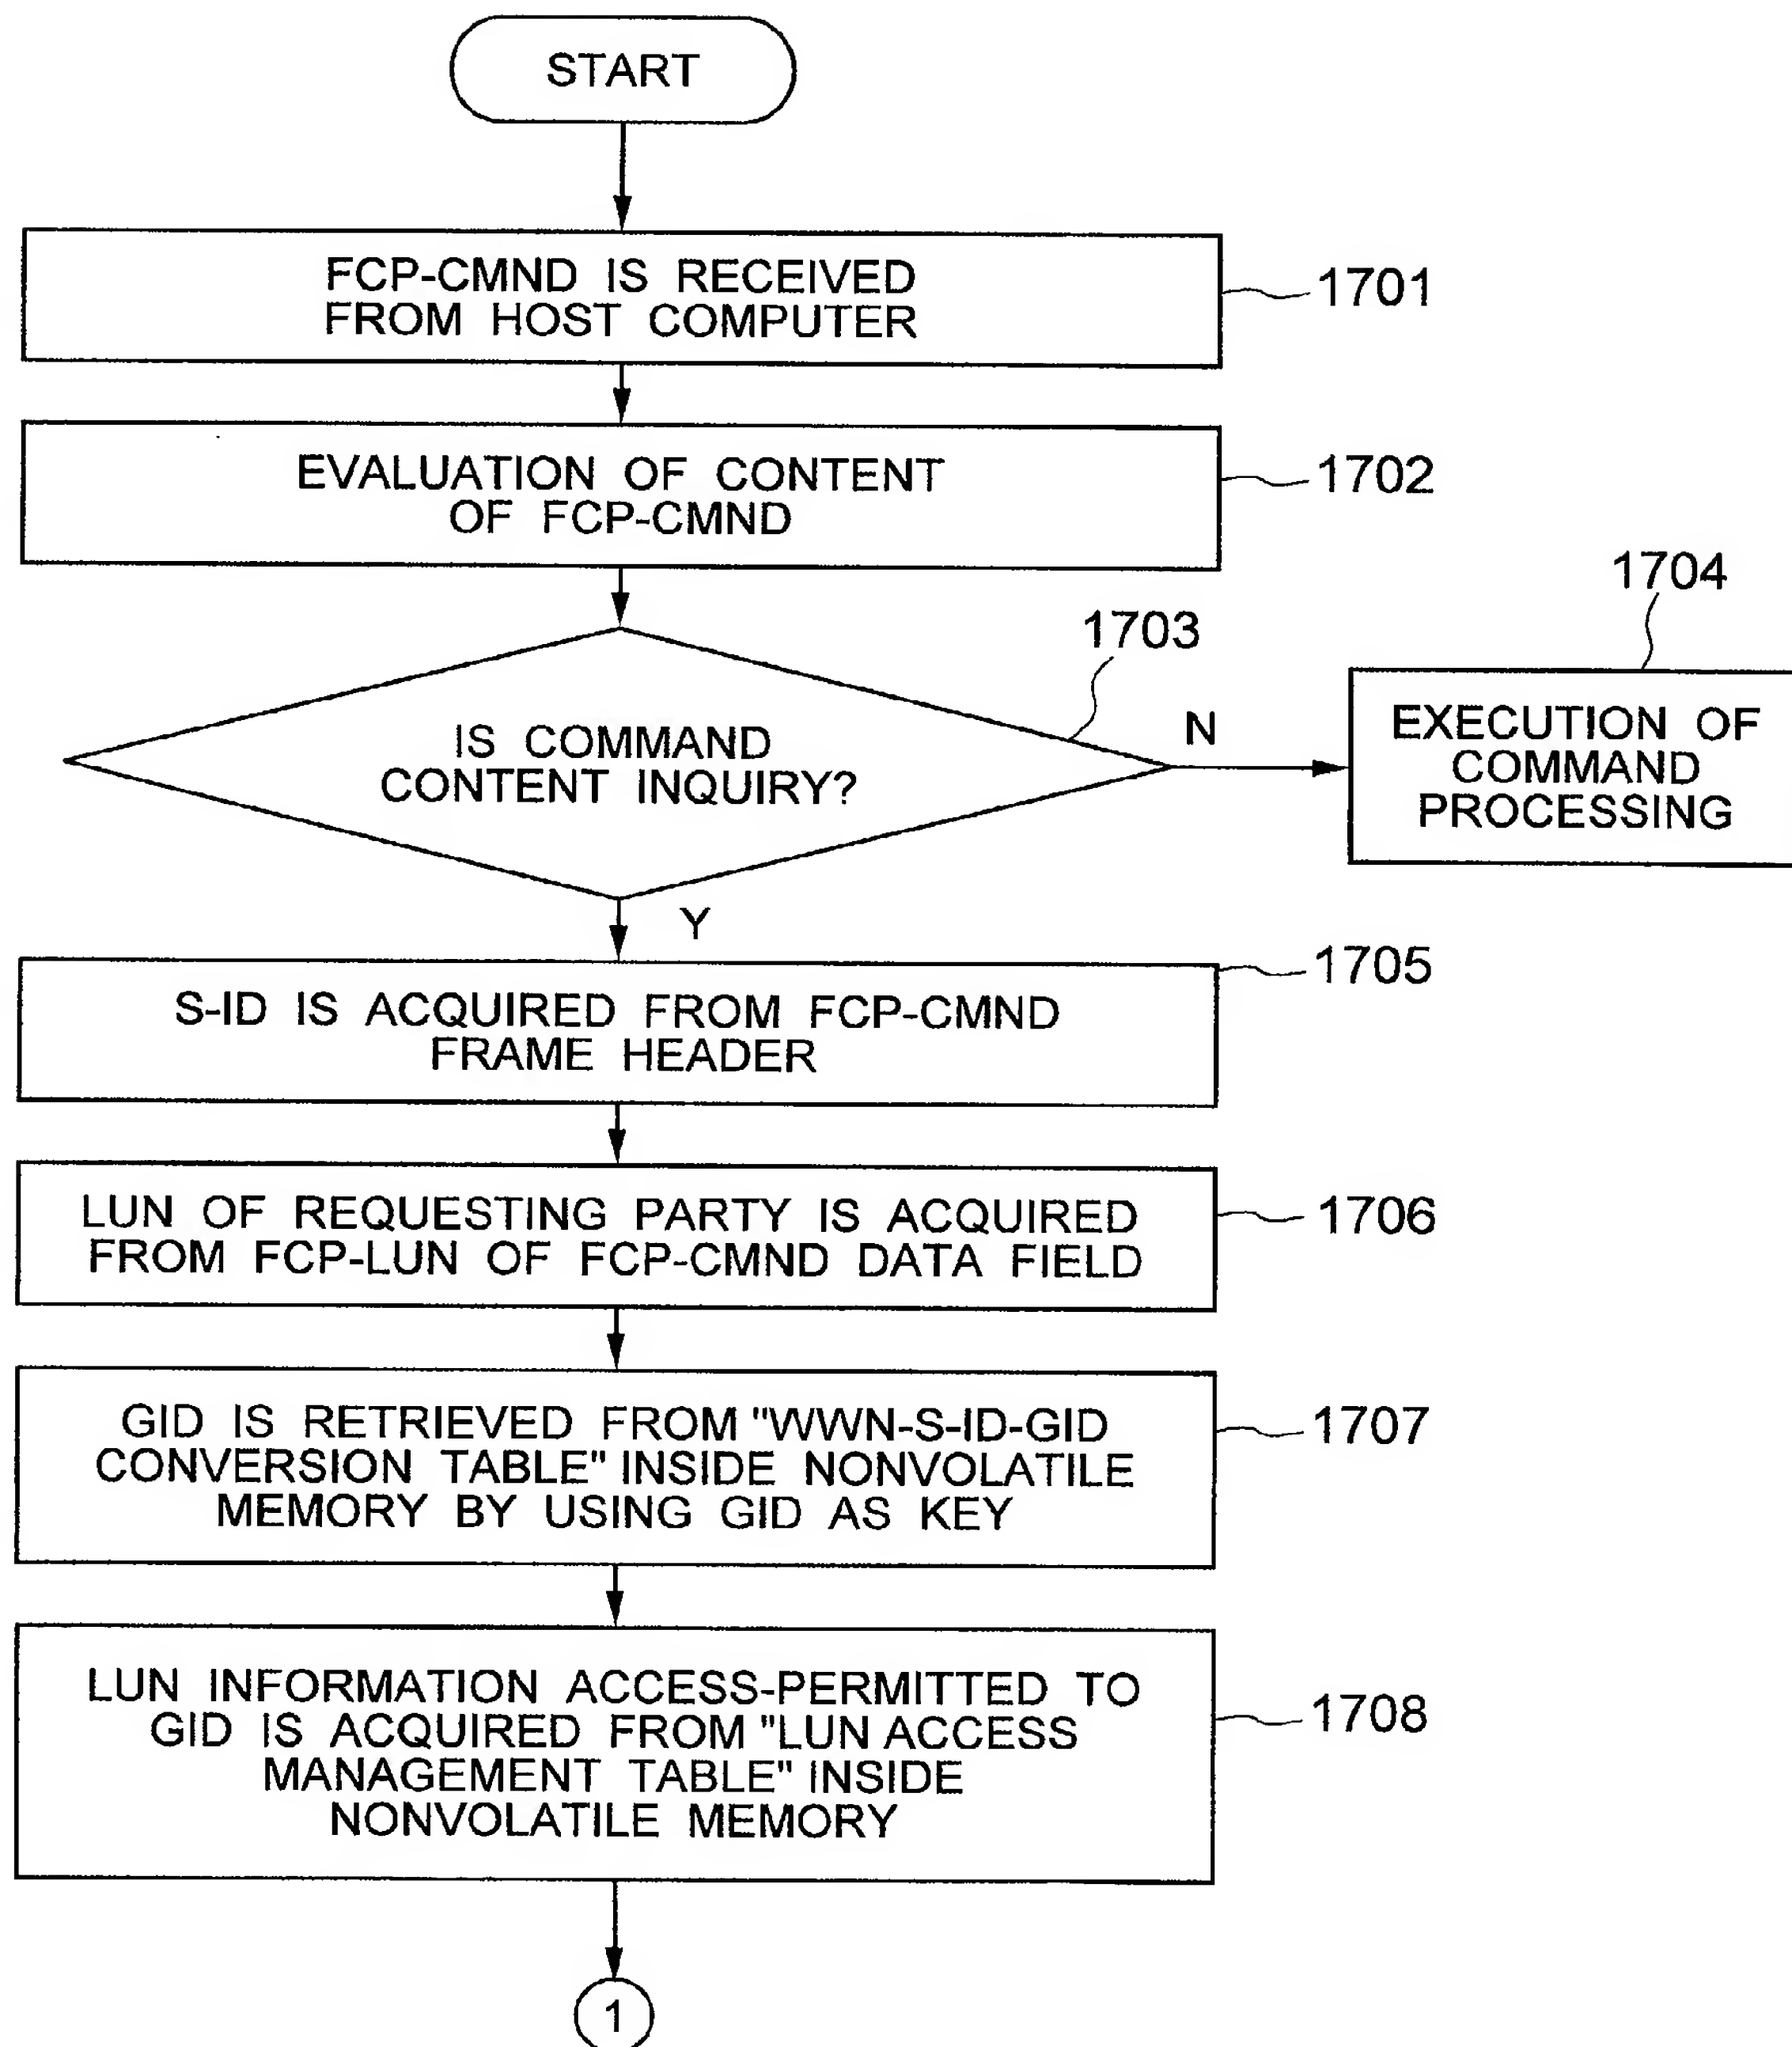 START
FCP-CMND IS RECEIVED
FROM HOST COMPUTER
1701
EVALUATION OF CONTENT
OF FCP-CMND
1702
1703
IS COMMAND
CONTENT INQUIRY?
N
1704
EXECUTION OF
COMMAND
PROCESSING
Y
S-ID IS ACQUIRED FROM FCP-CMND
FRAME HEADER
1705
LUN OF REQUESTING PARTY IS ACQUIRED
FROM FCP-LUN OF FCP-CMND DATA FIELD
1706
GID IS RETRIEVED FROM "WWN-S-ID-GID
CONVERSION TABLE" INSIDE NONVOLATILE
MEMORY BY USING GID AS KEY
1707
LUN INFORMATION ACCESS-PERMITTED TO
GID IS ACQUIRED FROM "LUN ACCESS
MANAGEMENT TABLE" INSIDE
NONVOLATILE MEMORY
1708
1